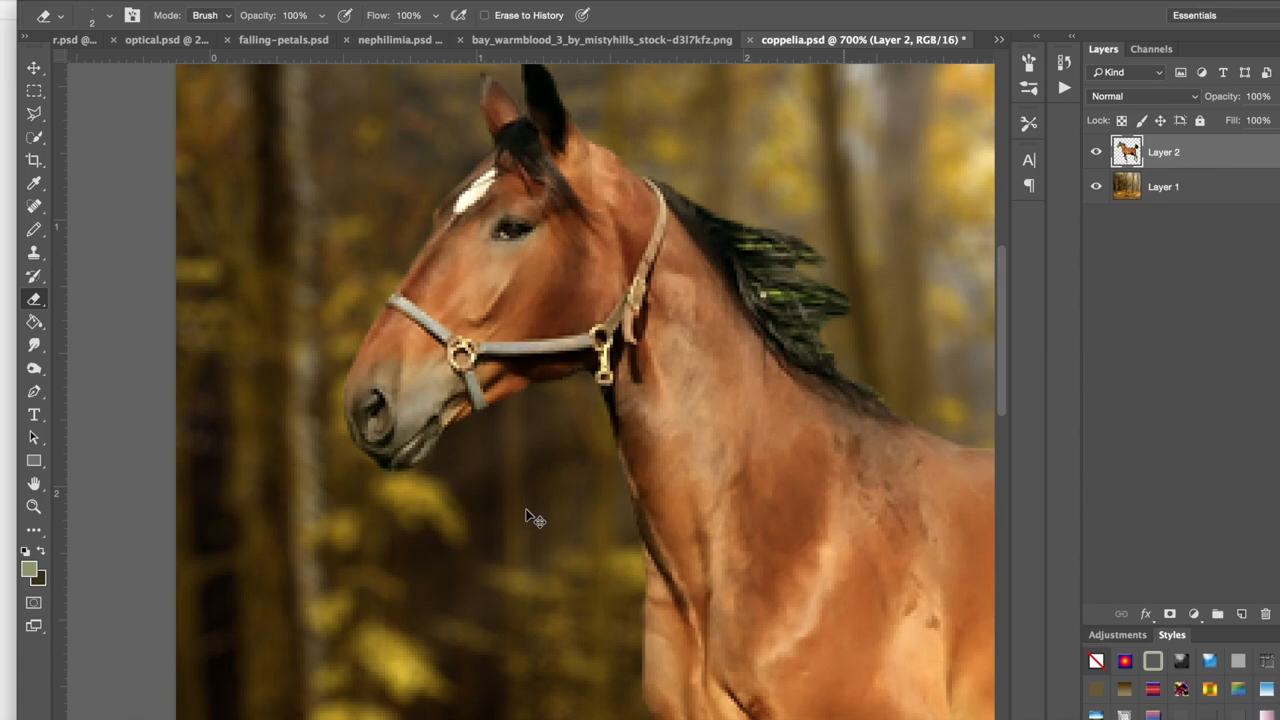 2 Mode: Brush Opacity: 100% Flow: 100% Erase to History Essentials
r.psd @... optical.psd @ 2... falling-petals.psd nephilimia.psd ... bay_warmblood_3_by_mistyhills_stock-d3l7kfz.png coppelia.psd @ 700% (Layer 2, RGB/16) *
0 1 2
1
2
A|
Layers Channels
Kind
Normal Opacity: 100%
Lock: Fill: 100%
Layer 2
Layer 1
fx
Adjustments Styles